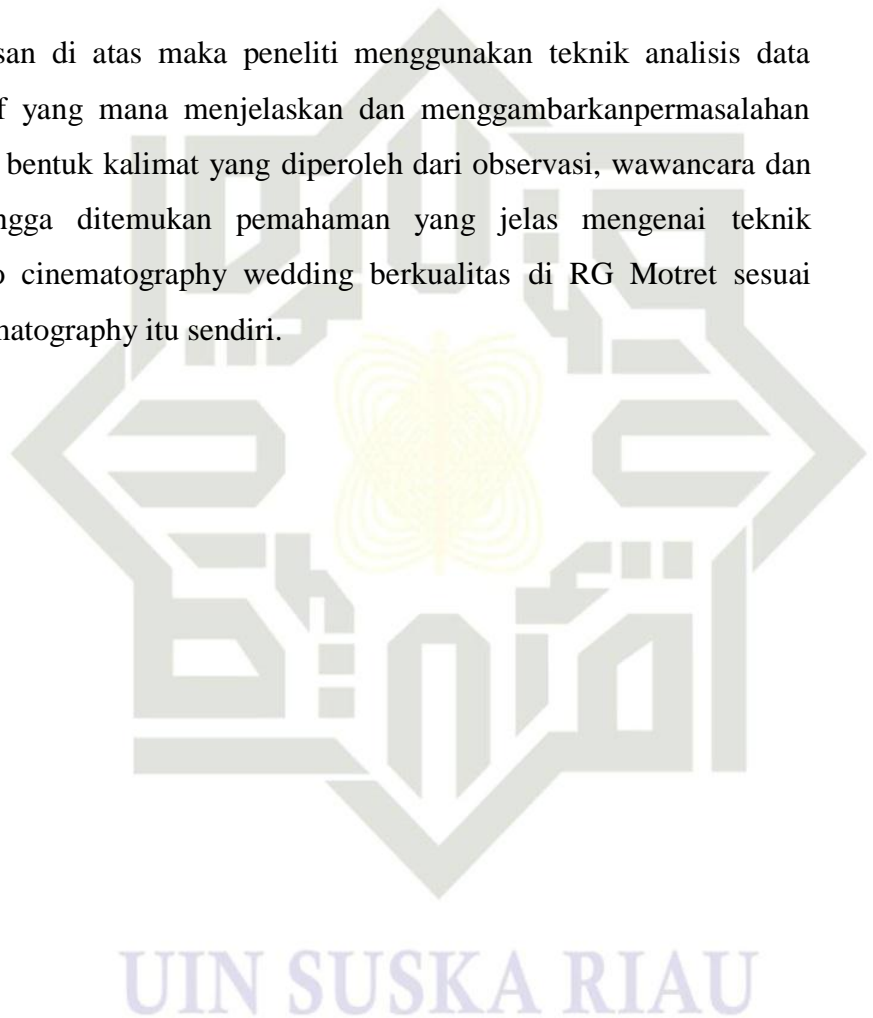 san di atas maka peneliti menggunakan teknik analisis data
f yang mana menjelaskan dan menggambarkanpermasalahan
bentuk kalimat yang diperoleh dari observasi, wawancara dan
ngga ditemukan pemahaman yang jelas mengenai teknik
o cinematography wedding berkualitas di RG Motret sesuai
matography itu sendiri.
UIN SUSKA RIAU